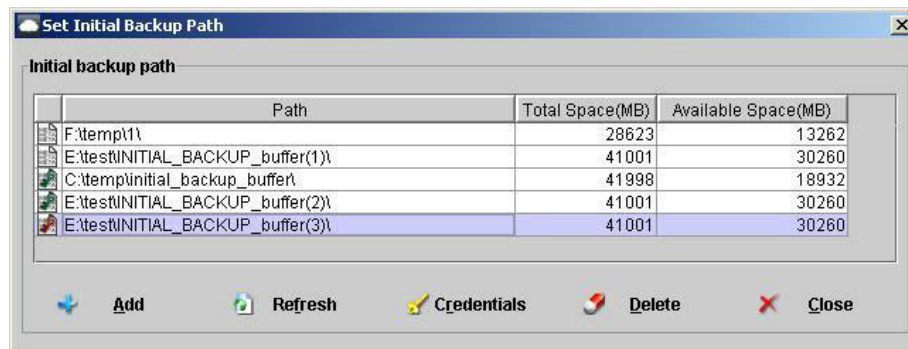 Set Initial Backup Path
Initial backup path
Path Total Space(MB) Available Space(MB)
F:\temp\1\ 28623 13262
E:\test\INITIAL_BACKUP_buffer(1)\ 41001 30260
C:\temp\initial_backup_buffer\ 41998 18932
E:\test\INITIAL_BACKUP_buffer(2)\ 41001 30260
E:\test\INITIAL_BACKUP_buffer(3)\ 41001 30260
Add Refresh Credentials Delete Close